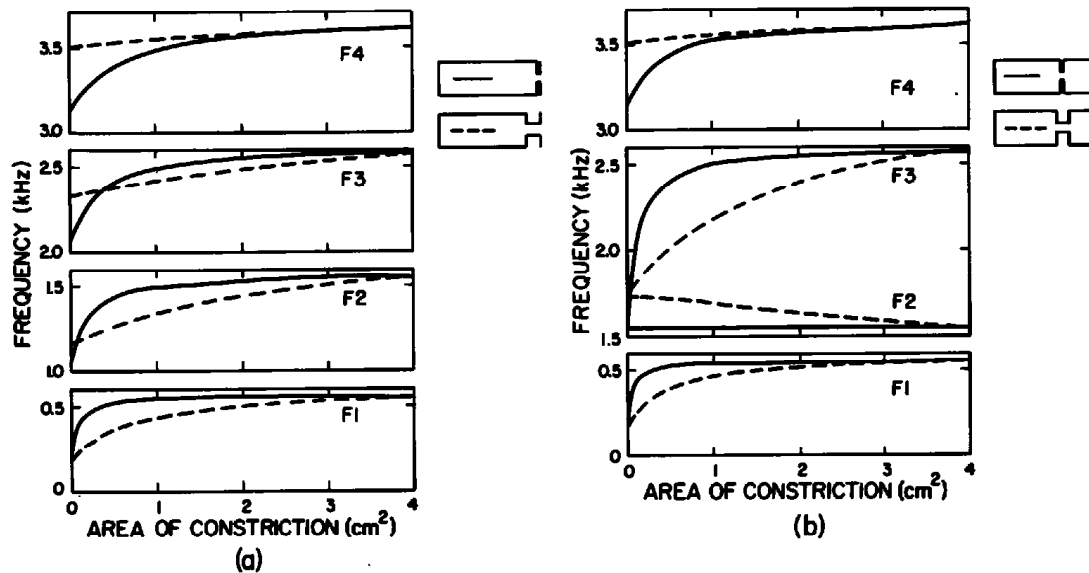 3.5
3.0
F4
2.5
2.0
F3
1.5
1.0
F2
0.5
0
F1
0 1 2 3 4
FREQUENCY (kHz)
AREA OF CONSTRICTION (cm²)
(a)
3.5
3.0
F4
2.5
2.0
1.5
F3
F2
0.5
0
F1
0 1 2 3 4
FREQUENCY (kHz)
AREA OF CONSTRICTION (cm²)
(b)